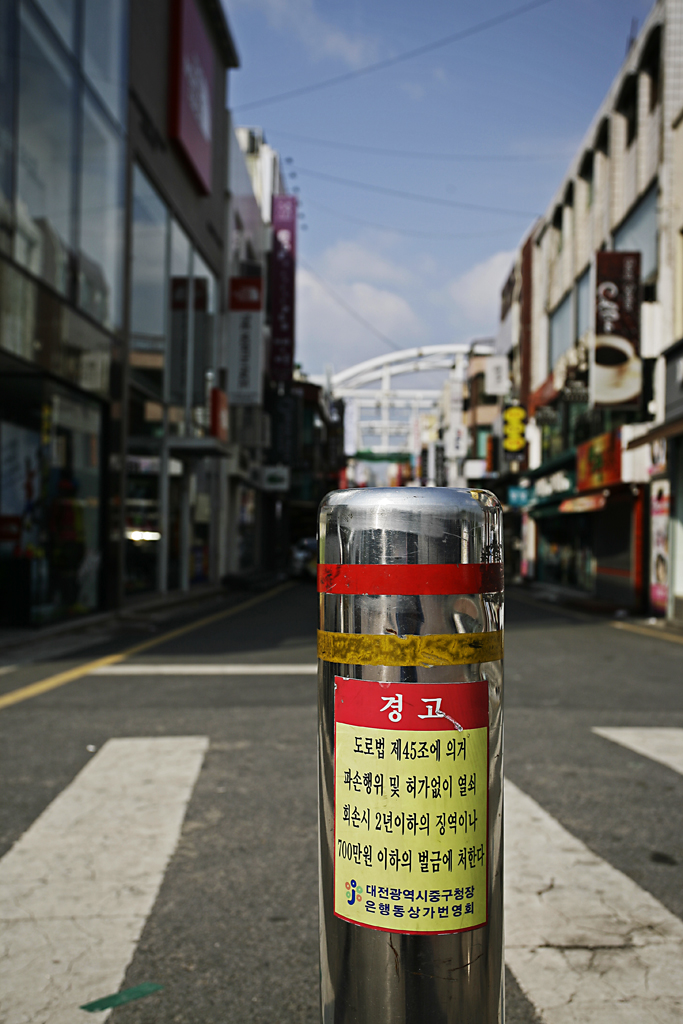 경고
도로법 제45조에 의거
파손행위 및 허가없이 열쇠
회손시 2년이하의 징역이나
700만원 이하의 벌금에 처한다
대전광역시중구청장
은행동상가번영회